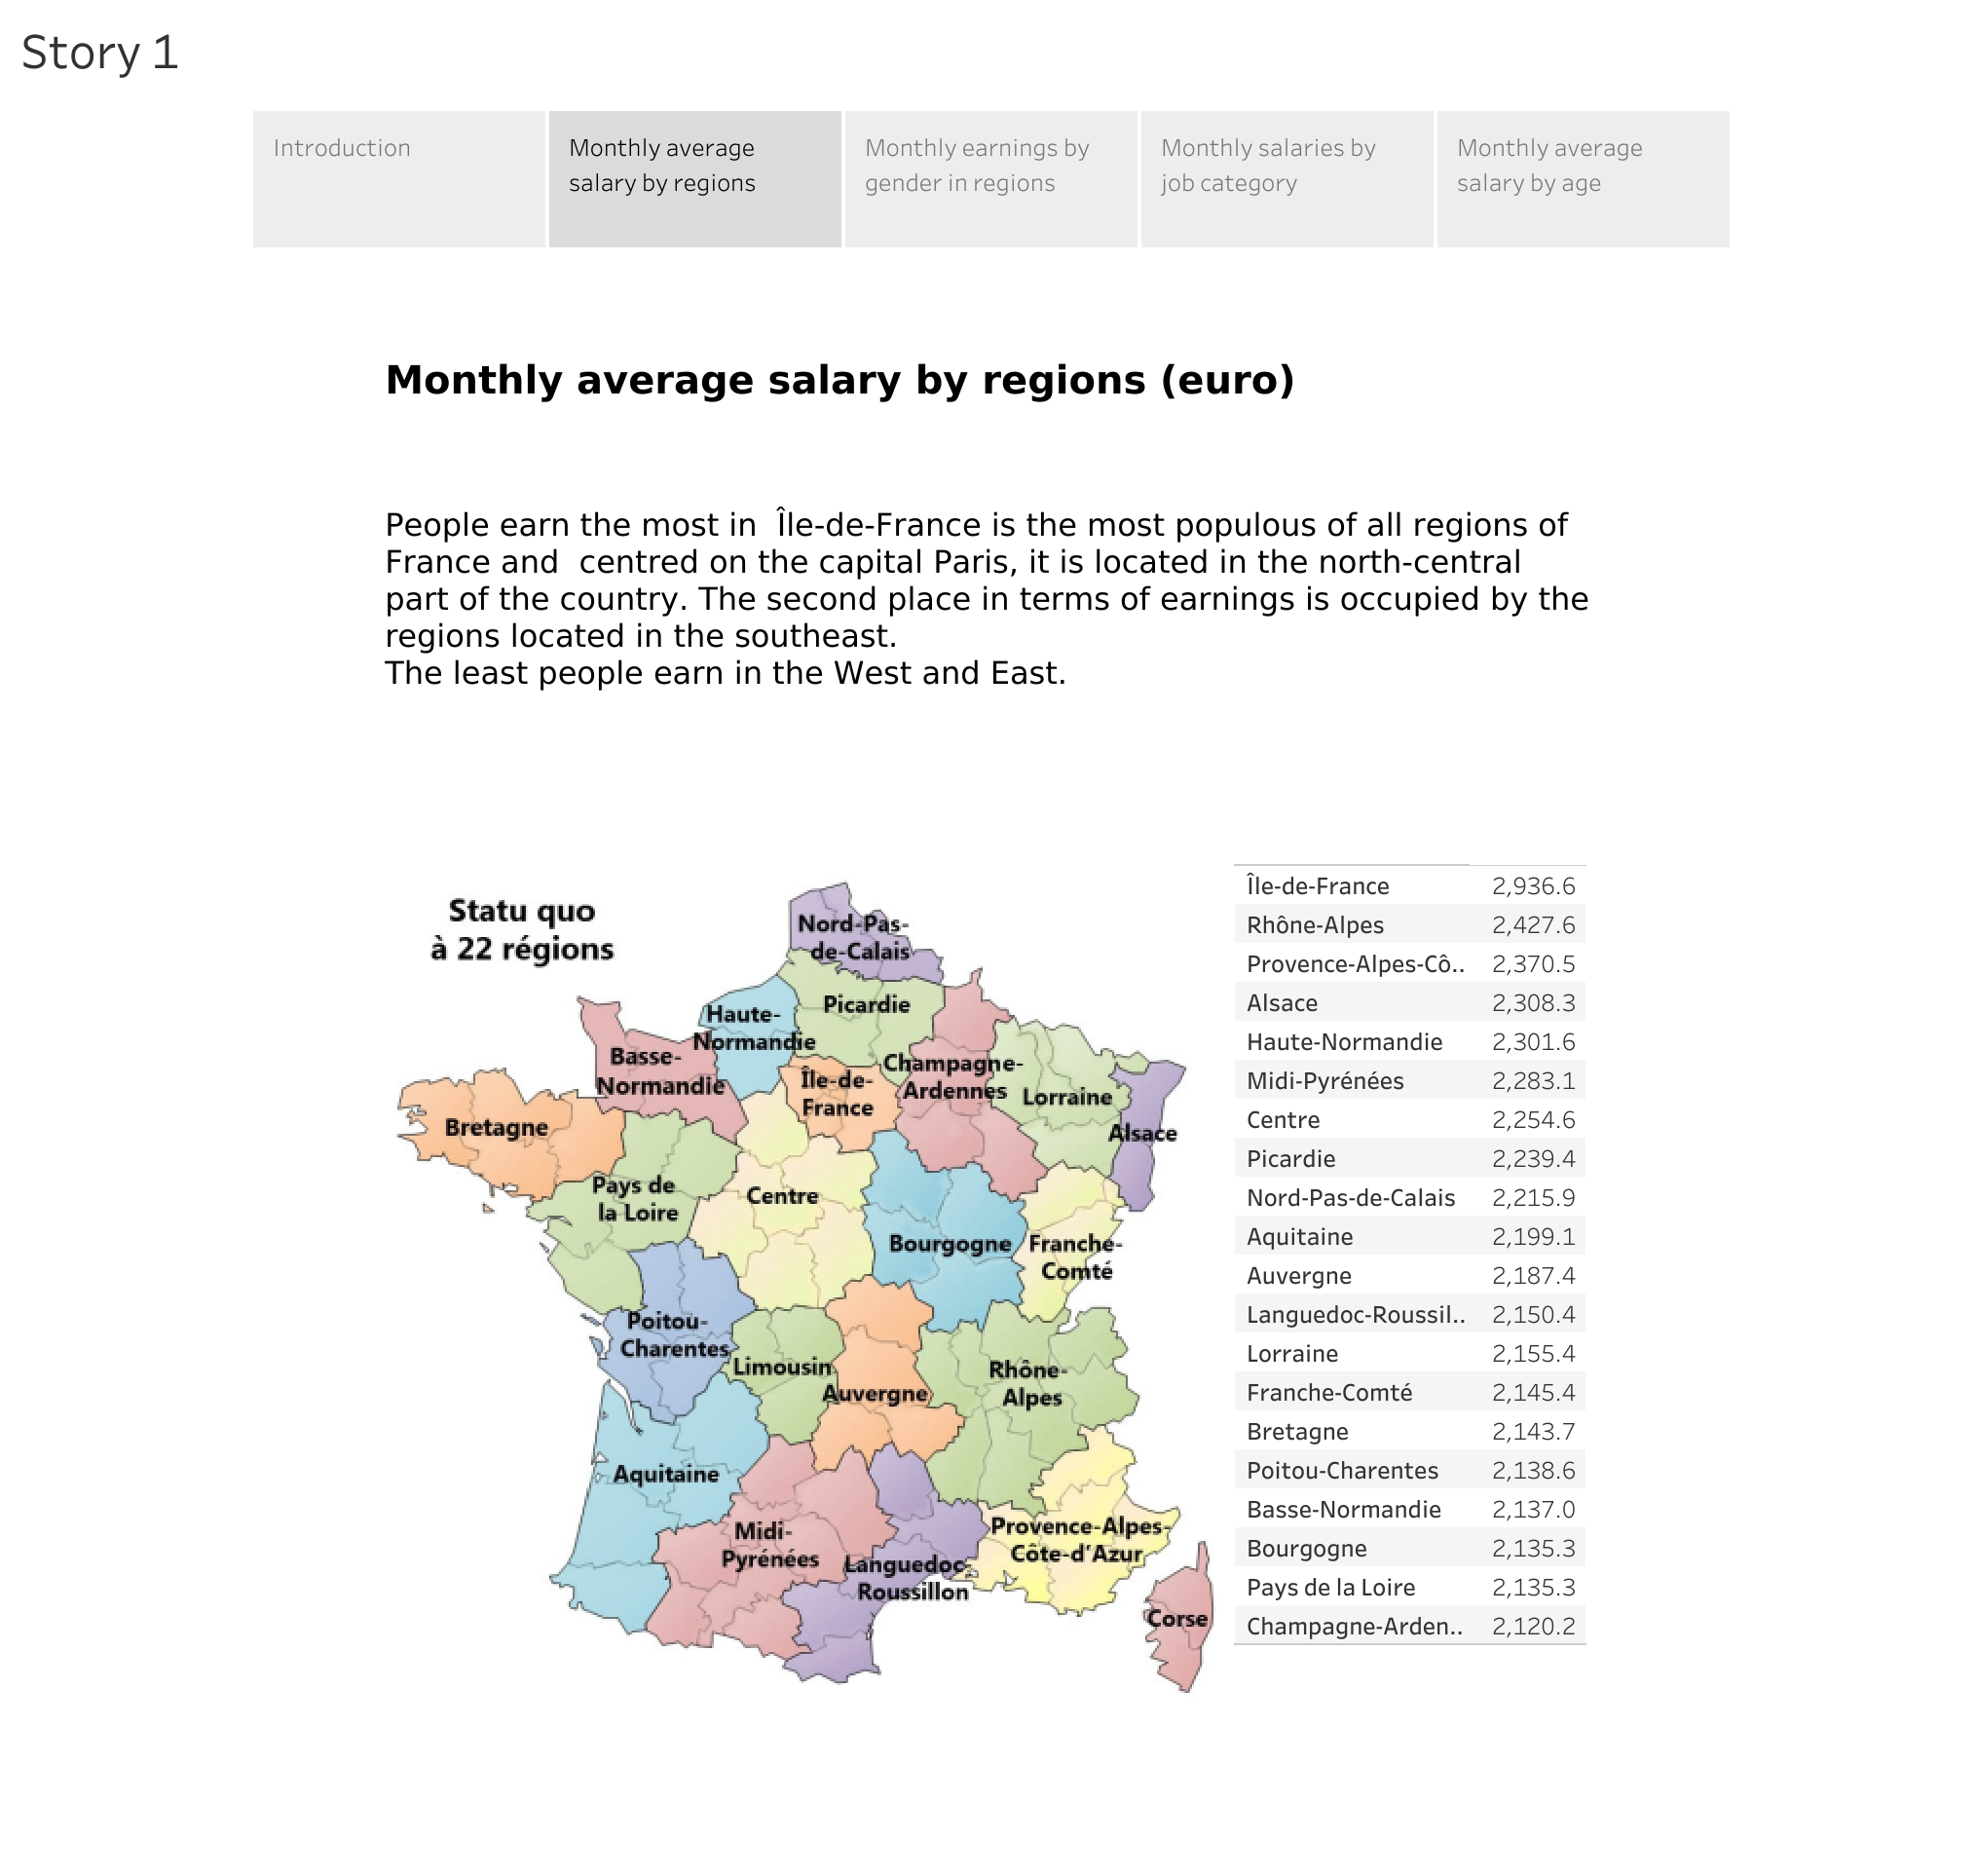 Story 1
Introduction
Monthly average
salary by regions
Monthly earnings by
gender in regions
Monthly salaries by
job category
Monthly average
salary by age
Monthly average salary by regions (euro)
People earn the most in  Île-de-France is the most populous of all regions of
France and  centred on the capital Paris, it is located in the north-central
part of the country. The second place in terms of earnings is occupied by the
regions located in the southeast.
The least people earn in the West and East.
Statu quo
à 22 régions
Nord-Pas-
de-Calais
Picardie
Haute-
Normandie
Basse-
Normandie
Île-de-
France
Champagne-
Ardennes
Lorraine
Alsace
Bretagne
Pays de
la Loire
Centre
Bourgogne
Franche-
Comté
Poitou-
Charentes
Limousin
Auvergne
Rhône-
Alpes
Aquitaine
Midi-
Pyrénées
Languedoc-
Roussillon
Provence-Alpes-
Côte-d'Azur
Corse
Île-de-France 2,936.6
Rhône-Alpes 2,427.6
Provence-Alpes-Cô.. 2,370.5
Alsace 2,308.3
Haute-Normandie 2,301.6
Midi-Pyrénées 2,283.1
Centre 2,254.6
Picardie 2,239.4
Nord-Pas-de-Calais 2,215.9
Aquitaine 2,199.1
Auvergne 2,187.4
Languedoc-Roussil.. 2,150.4
Lorraine 2,155.4
Franche-Comté 2,145.4
Bretagne 2,143.7
Poitou-Charentes 2,138.6
Basse-Normandie 2,137.0
Bourgogne 2,135.3
Pays de la Loire 2,135.3
Champagne-Arden.. 2,120.2